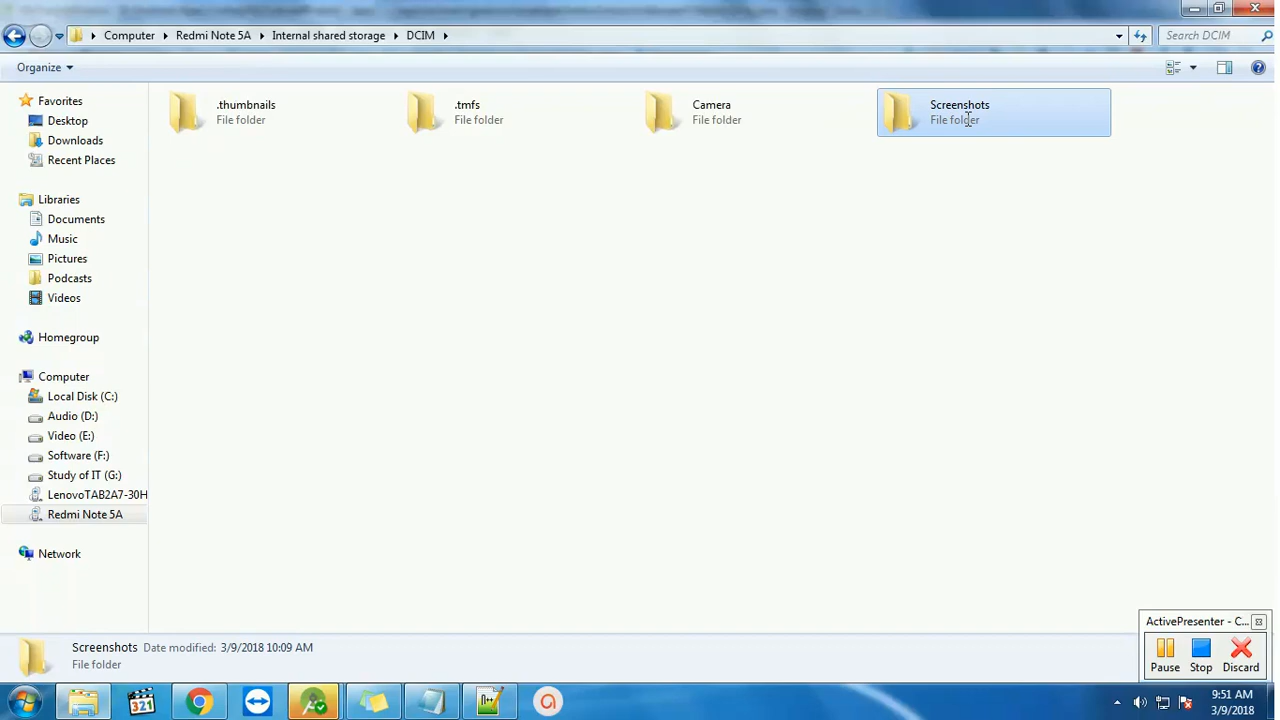 Computer Redmi Note 5A Internal shared storage DCIM
Search DCIM
Organize
Favorites
Desktop
Downloads
Recent Places
Libraries
Documents
Music
Pictures
Podcasts
Videos
Homegroup
Computer
Local Disk (C:)
Audio (D:)
Video (E:)
Software (F:)
Study of IT (G:)
LenovoTAB2A7-30H
Redmi Note 5A
Network
.thumbnails
File folder
.tmfs
File folder
Camera
File folder
Screenshots
File folder
Screenshots Date modified: 3/9/2018 10:09 AM
File folder
ActivePresenter - C...
Pause Stop Discard
321
9:51 AM
3/9/2018